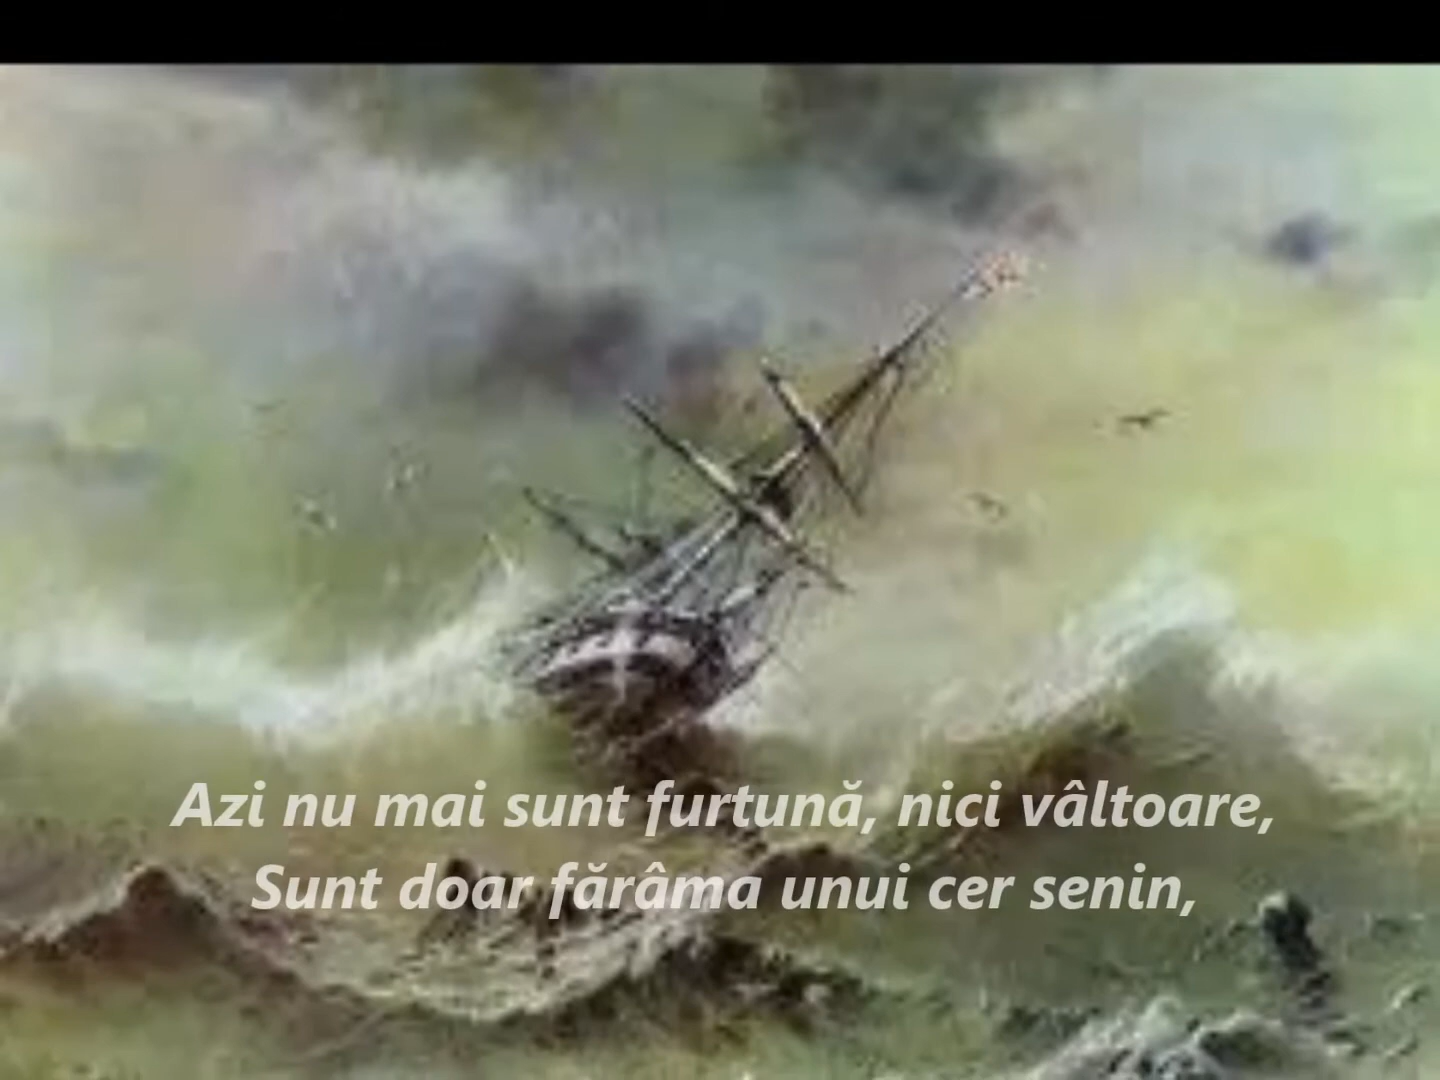 Azi nu mai sunt furtună, nici vâltoare,
Sunt doar fărâma unui cer senin,